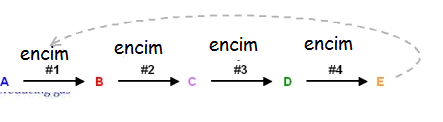 encim encim encim encim
#1 #2 #3 #4
A B C D E